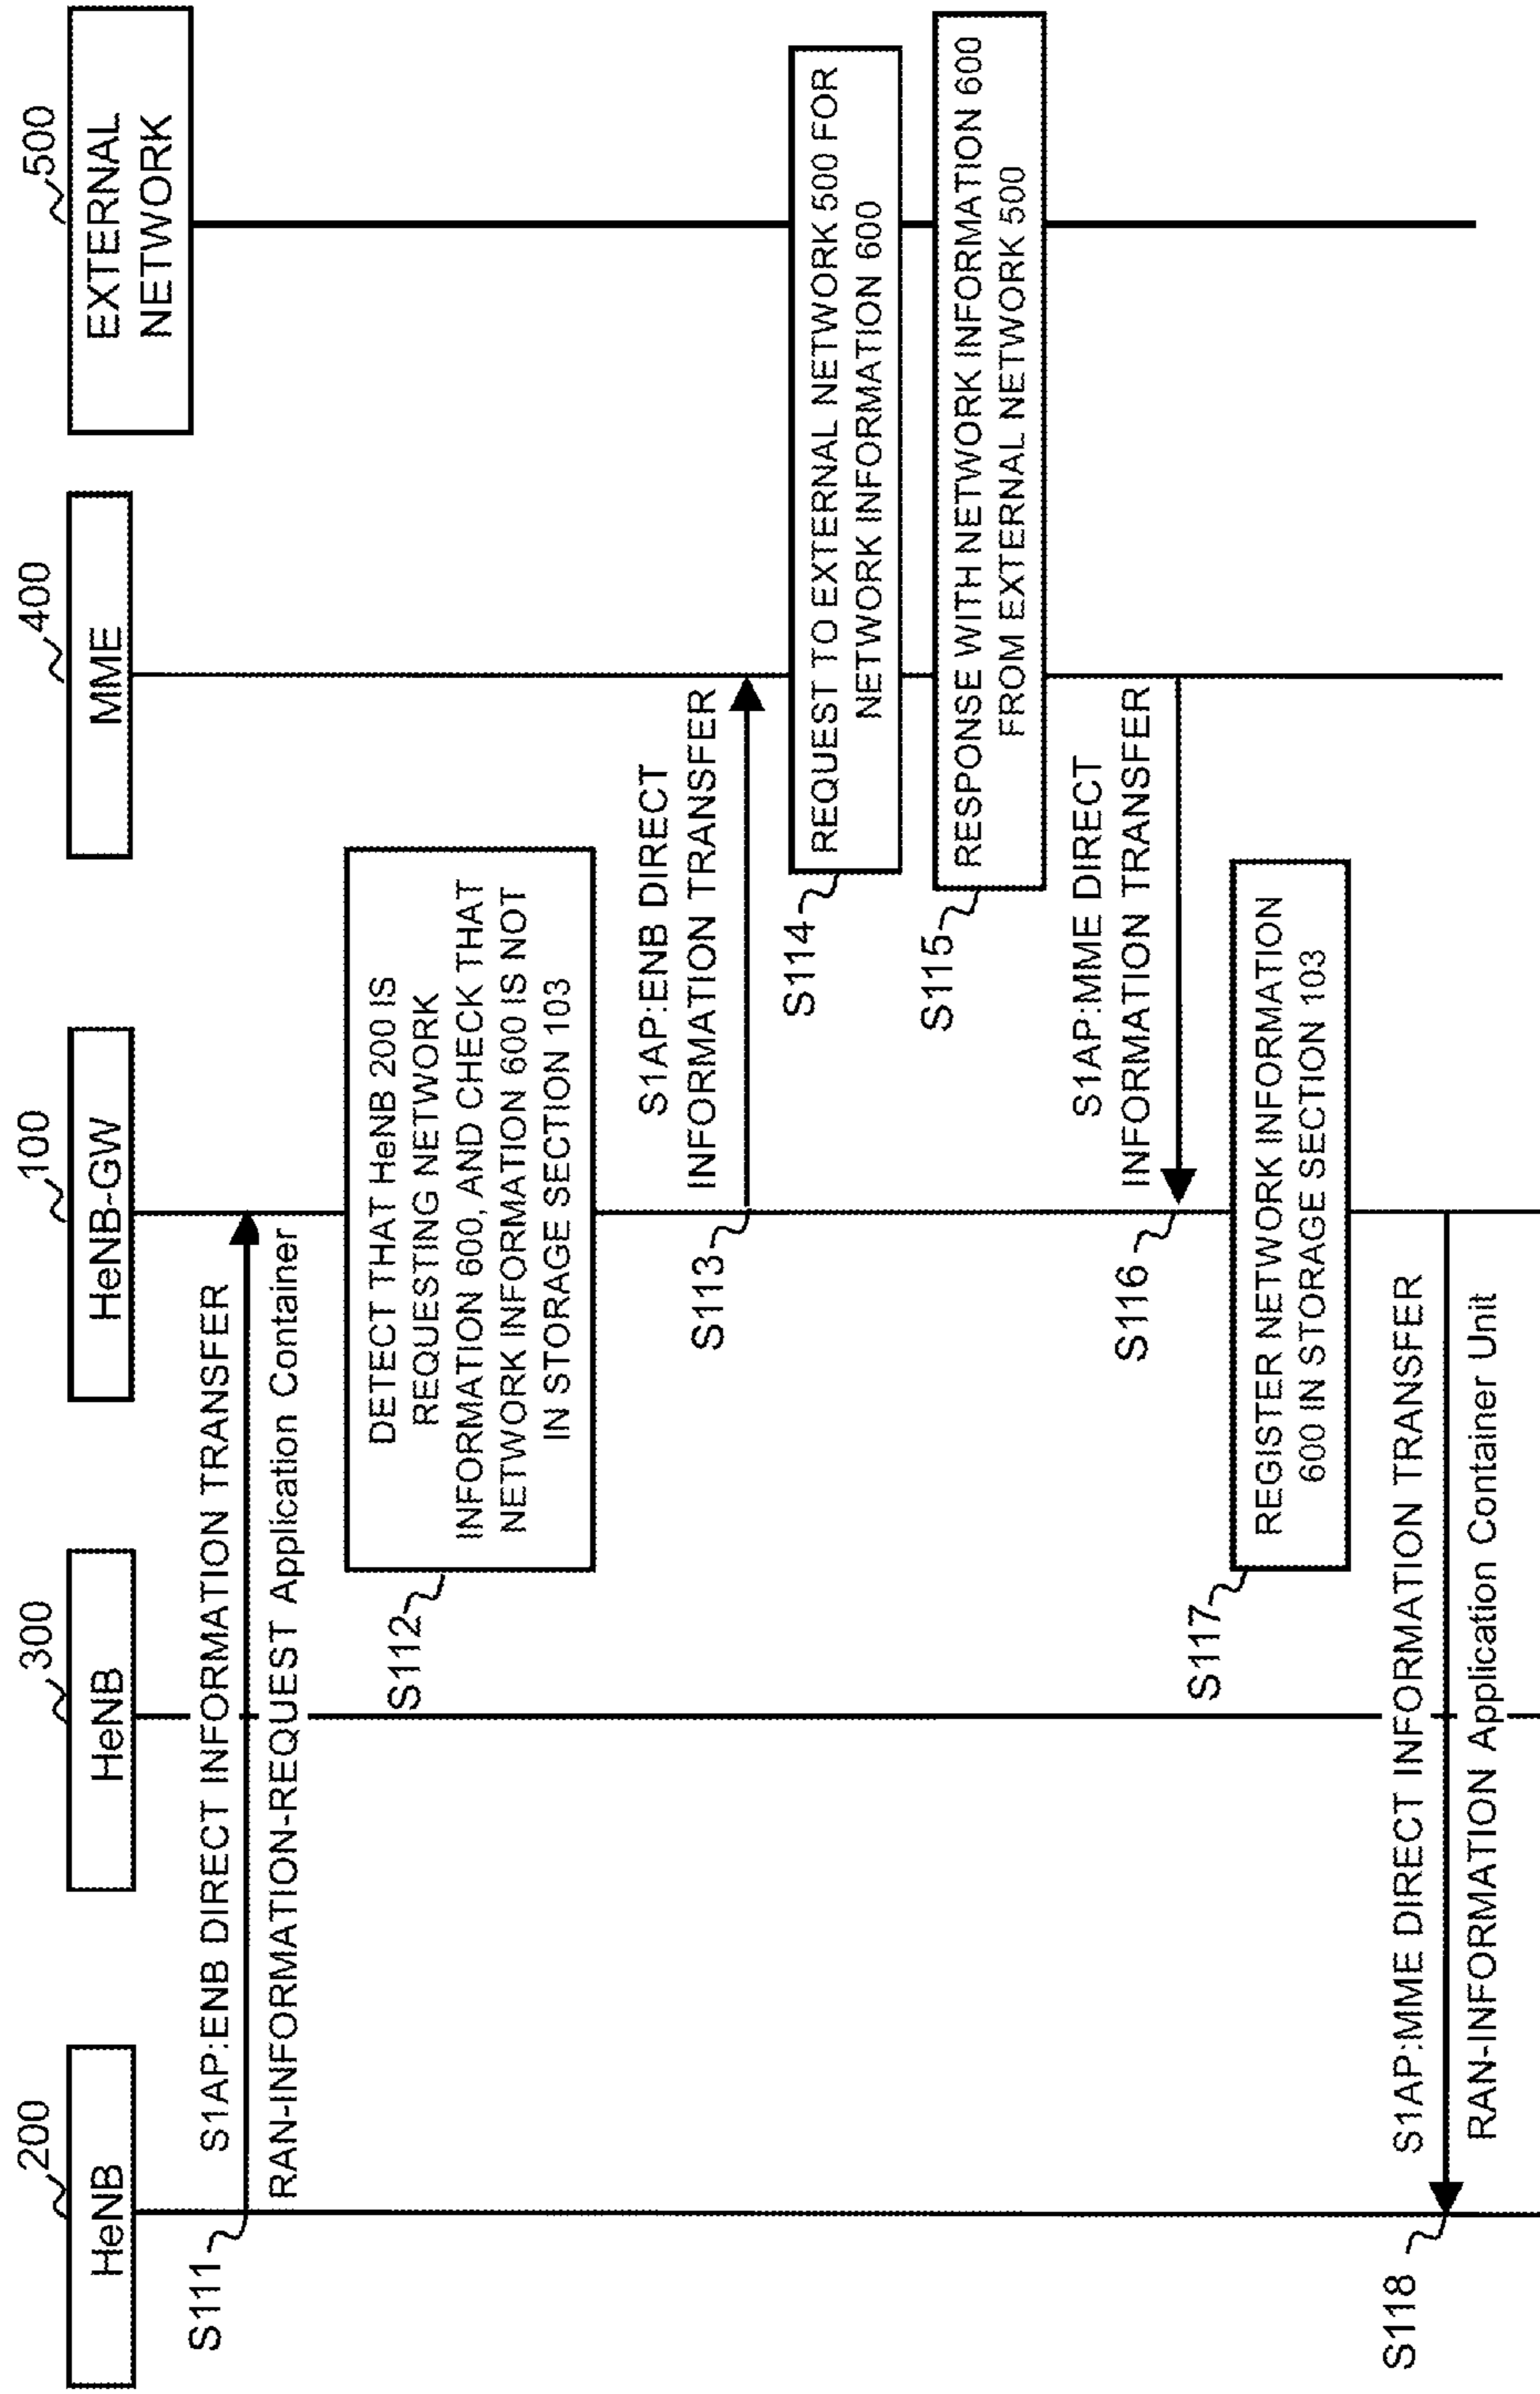 200
HeNB
300
HeNB
100
HeNB-GW
400
MME
500
EXTERNAL
NETWORK
S111
S1AP:ENB DIRECT INFORMATION TRANSFER
RAN-INFORMATION-REQUEST Application Container
S112
DETECT THAT HeNB 200 IS
REQUESTING NETWORK
INFORMATION 600, AND CHECK THAT
NETWORK INFORMATION 600 IS NOT
IN STORAGE SECTION 103
S113
S1AP:ENB DIRECT
INFORMATION TRANSFER
S114
REQUEST TO EXTERNAL NETWORK 500 FOR
NETWORK INFORMATION 600
S115
RESPONSE WITH NETWORK INFORMATION 600
FROM EXTERNAL NETWORK 500
S116
S1AP:MME DIRECT
INFORMATION TRANSFER
S117
REGISTER NETWORK INFORMATION
600 IN STORAGE SECTION 103
S118
S1AP:MME DIRECT INFORMATION TRANSFER
RAN-INFORMATION Application Container Unit